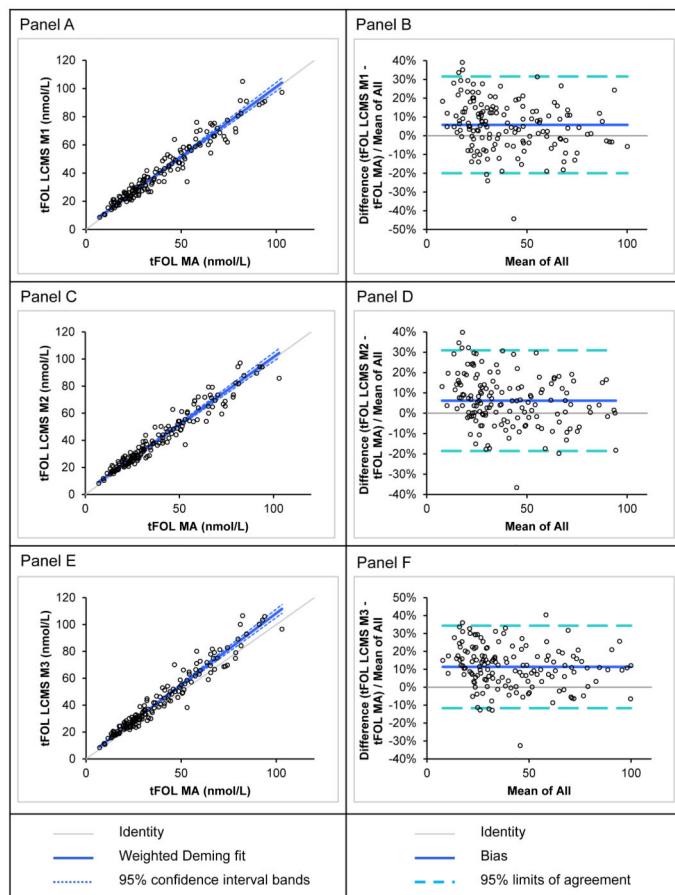 Panel A
Panel B
tFOL LCMS M1 (nmol/L)
120
100
80
60
40
20
0
0
50
100
tFOL MA (nmol/L)
Difference (tFOL LCMS M1 -
tFOL MA) / Mean of All
40%
30%
20%
10%
0%
-10%
-20%
-30%
-40%
-50%
0
50
100
Mean of All
Panel C
Panel D
tFOL LCMS M2 (nmol/L)
120
100
80
60
40
20
0
0
50
100
tFOL MA (nmol/L)
Difference (tFOL LCMS M2 -
tFOL MA) / Mean of All
40%
30%
20%
10%
0%
-10%
-20%
-30%
-40%
0
50
100
Mean of All
Panel E
Panel F
tFOL LCMS M3 (nmol/L)
120
100
80
60
40
20
0
0
50
100
tFOL MA (nmol/L)
Difference (tFOL LCMS M3 -
tFOL MA) / Mean of All
50%
40%
30%
20%
10%
0%
-10%
-20%
-30%
-40%
0
50
100
Mean of All
Identity
Weighted Deming fit
95% confidence interval bands
Identity
Bias
95% limits of agreement